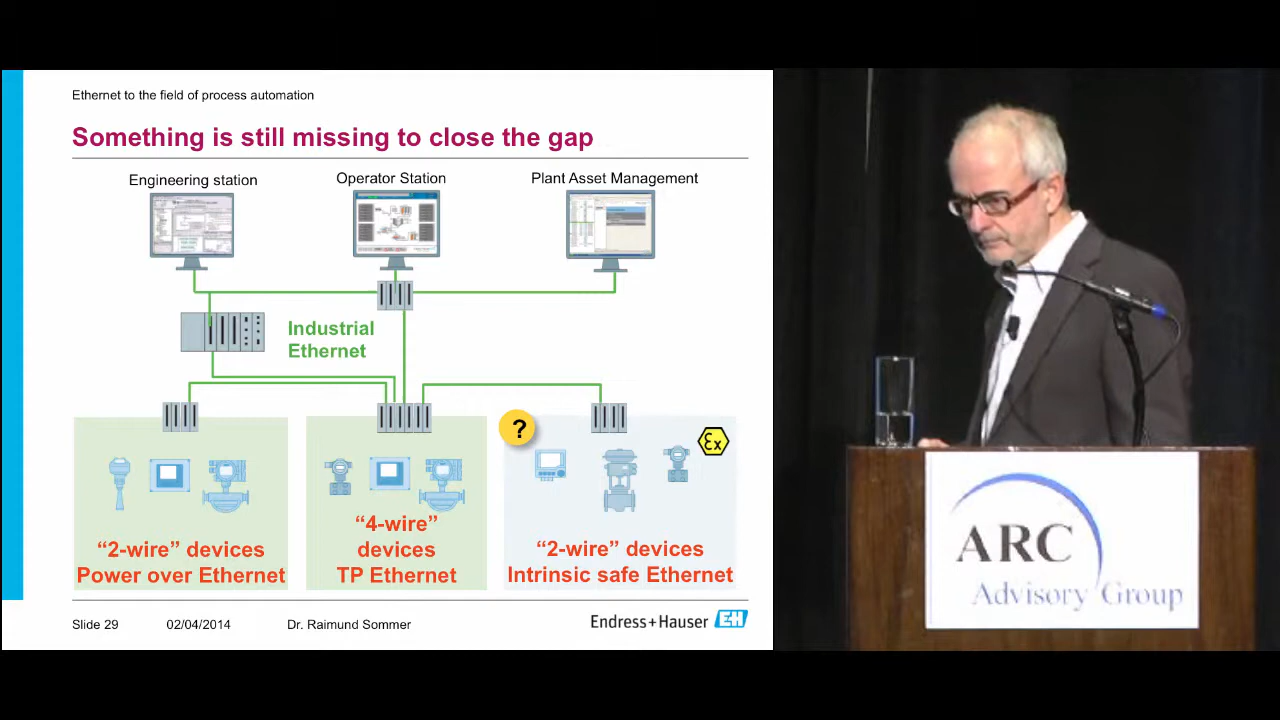 Ethernet to the field of process automation
Something is still missing to close the gap
Engineering station
Operator Station
Plant Asset Management
Industrial
Ethernet
?
Ex
"2-wire" devices
Power over Ethernet
"4-wire"
devices
TP Ethernet
"2-wire" devices
Intrinsic safe Ethernet
Slide 29
02/04/2014
Dr. Raimund Sommer
Endress+Hauser
EH
ARC
Advisory Group